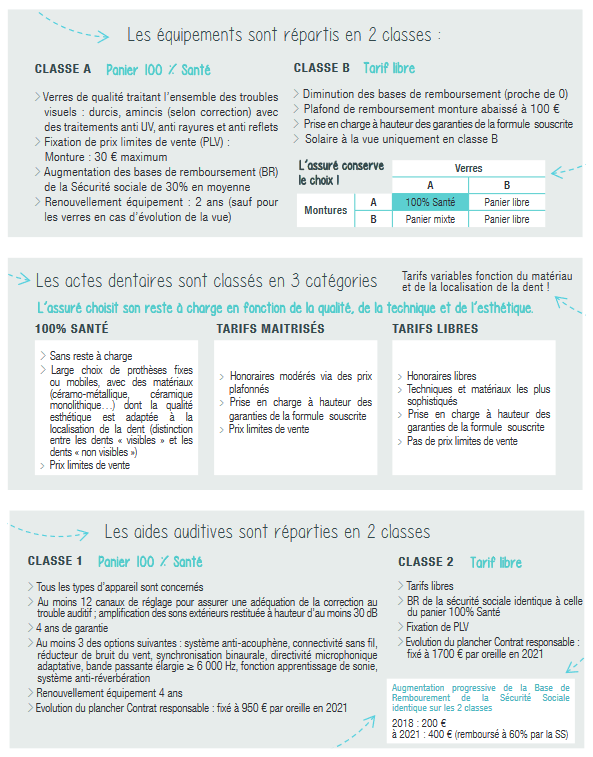 Les équipements sont répartis en 2 classes :
CLASSE A Panier 100 % Santé
> Verres de qualité traitant l'ensemble des troubles
visuels : durcis, amincis (selon correction) avec
des traitements anti UV, anti rayures et anti reflets
> Fixation de prix limites de vente (PLV) :
Monture : 30 € maximum
> Augmentation des bases de remboursement (BR)
de la Sécurité sociale de 30% en moyenne
> Renouvellement équipement : 2 ans (sauf pour
les verres en cas d'évolution de la vue)
CLASSE B Tarif libre
> Diminution des bases de remboursement (proche de 0)
> Plafond de remboursement monture abaissé à 100 €
> Prise en charge à hauteur des garanties de la formule souscrite
> Solaire à la vue uniquement en classe B
L'assuré conserve
le choix !
Verres
A B
Montures
A 100% Santé Panier libre
B Panier mixte Panier libre
Les actes dentaires sont classés en 3 catégories
Tarifs variables fonction du matériau
et de la localisation de la dent !
L'assuré choisit son reste à charge en fonction de la qualité, de la technique et de l'esthétique.
100% SANTÉ
> Sans reste à charge
> Large choix de prothèses fixes
ou mobiles, avec des matériaux
(céramo-métallique, céramique
monolithique...) dont la qualité
esthétique est adaptée à la
localisation de la dent (distinction
entre les dents « visibles » et les
dents « non visibles »)
> Prix limites de vente
TARIFS MAITRISÉS
> Honoraires modérés via des prix
plafonnés
> Prise en charge à hauteur des
garanties de la formule souscrite
> Prix limites de vente
TARIFS LIBRES
> Honoraires libres
> Techniques et matériaux les plus
sophistiqués
> Prise en charge à hauteur des
garanties de la formule souscrite
> Pas de prix limites de vente
Les aides auditives sont réparties en 2 classes
CLASSE 1 Panier 100 % Santé
> Tous les types d'appareil sont concernés
> Au moins 12 canaux de réglage pour assurer une adéquation de la correction au
trouble auditif ; amplification des sons extérieurs restituée à hauteur d'au moins 30 dB
> 4 ans de garantie
> Au moins 3 des options suivantes : système anti-acouphène, connectivité sans fil,
réducteur de bruit du vent, synchronisation binaurale, directivité microphonique
adaptative, bande passante élargie ≥ 6 000 Hz, fonction apprentissage de sonie,
système anti-réverbération
> Renouvellement équipement 4 ans
> Evolution du plancher Contrat responsable : fixé à 950 € par oreille en 2021
CLASSE 2 Tarif libre
> Tarifs libres
> BR de la sécurité sociale identique à celle
du panier 100% Santé
> Fixation de PLV
> Evolution du plancher Contrat responsable :
fixé à 1700 € par oreille en 2021
Augmentation progressive de la Base de
Rembourement de la Sécurité Sociale
identique sur les 2 classes
2018 : 200 €
à 2021 : 400 € (remboursé à 60% par la SS)